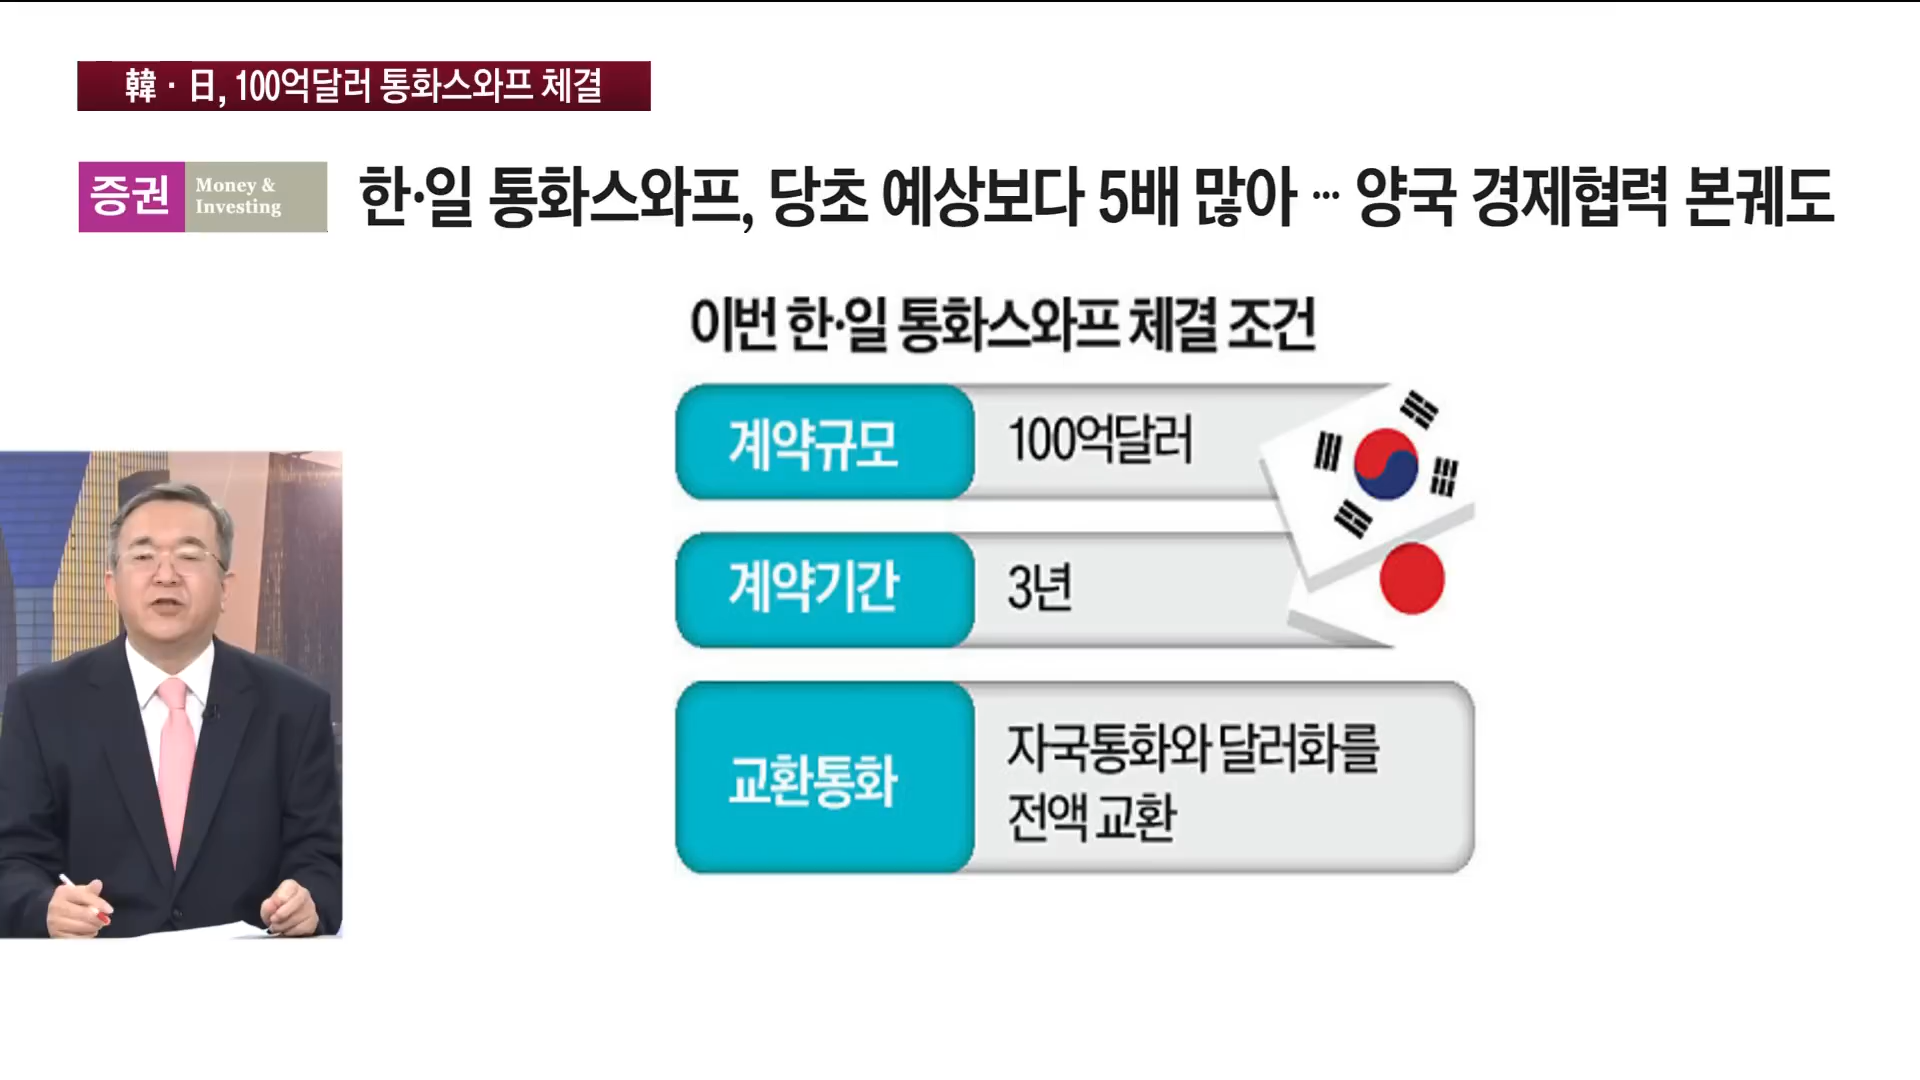 韓 · 日, 100억달러 통화스와프 체결
증권
Money &
Investing
한·일 통화스와프, 당초 예상보다 5배 많아 … 양국 경제협력 본궤도
이번 한·일 통화스와프 체결 조건
계약규모
100억달러
계약기간
3년
교환통화
자국통화와 달러화를
전액 교환